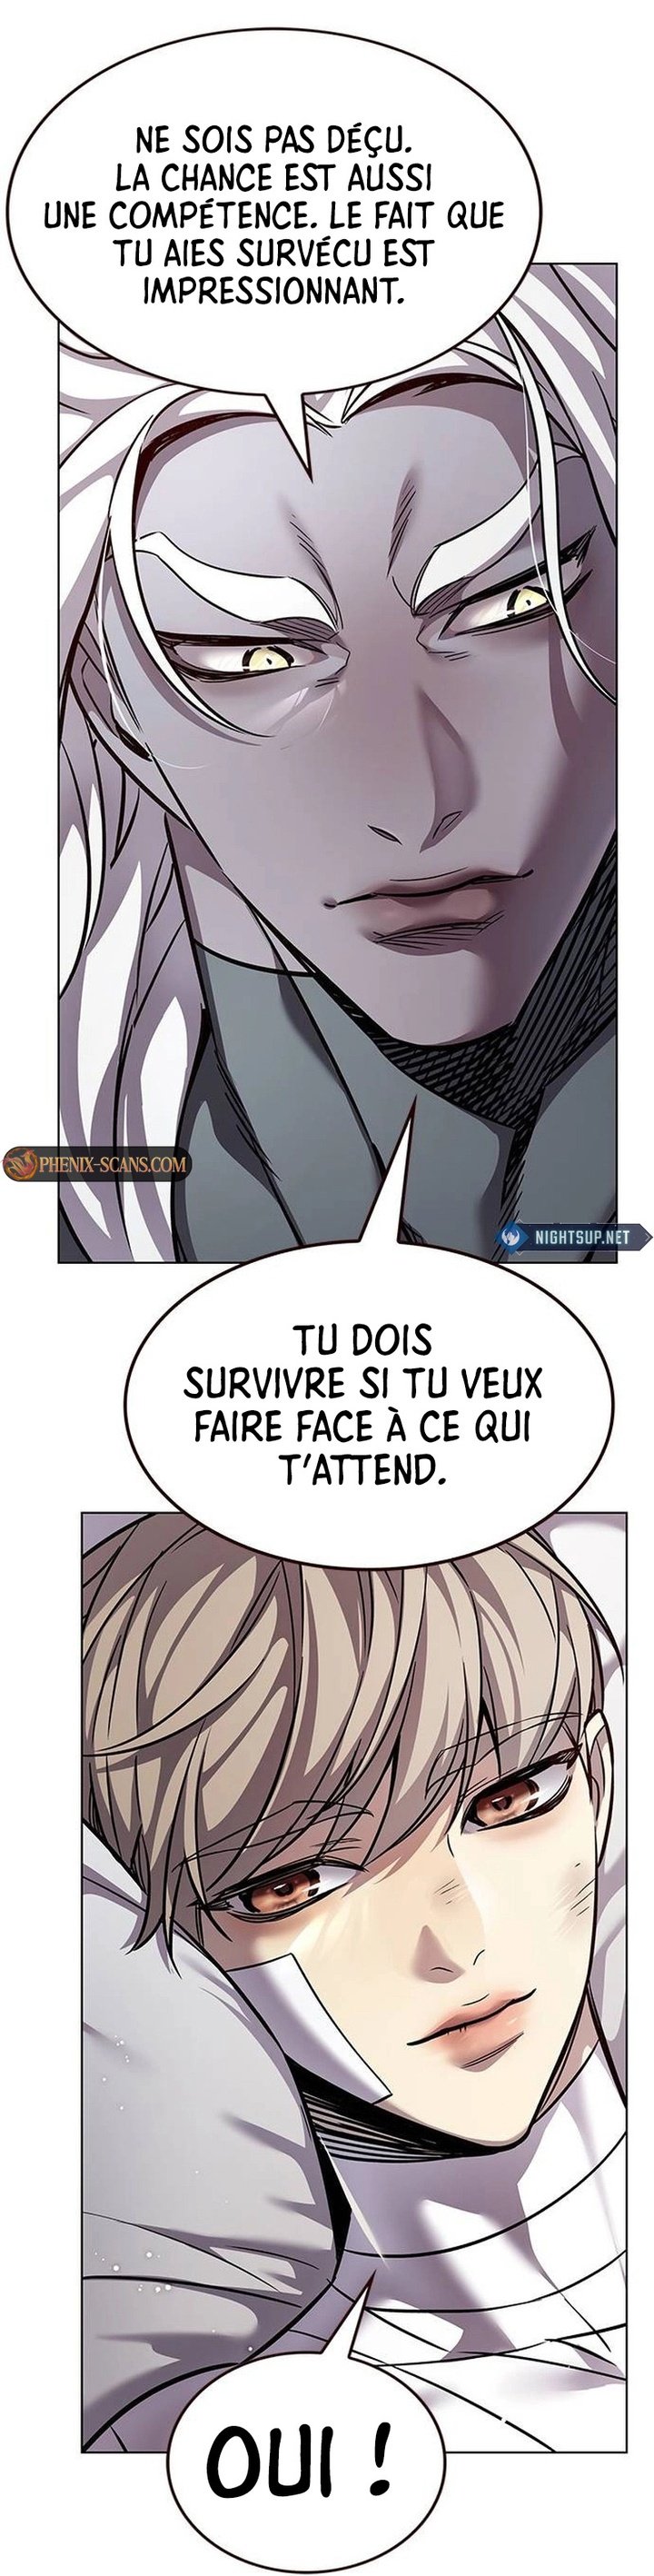 NE SOIS PAS DÉÇU.
LA CHANCE EST AUSSI
UNE COMPÉTENCE. LE FAIT QUE
TU AIES SURVÉCU EST
IMPRESSIONNANT.
PHENIX-SCANS.COM
NIGHTSUP.NET
TU DOIS
SURVIVRE SI TU VEUX
FAIRE FACE À CE QUI
T'ATTEND.
OUI !